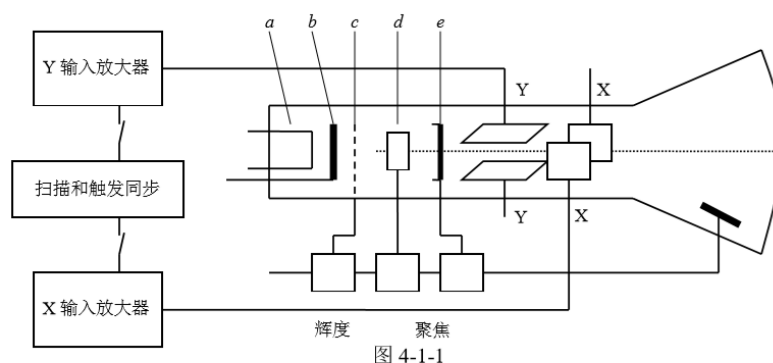 a b c d e
Y 输入放大器
Y X
扫描和触发同步
Y X
X 输入放大器
辉度 聚焦
图 4-1-1